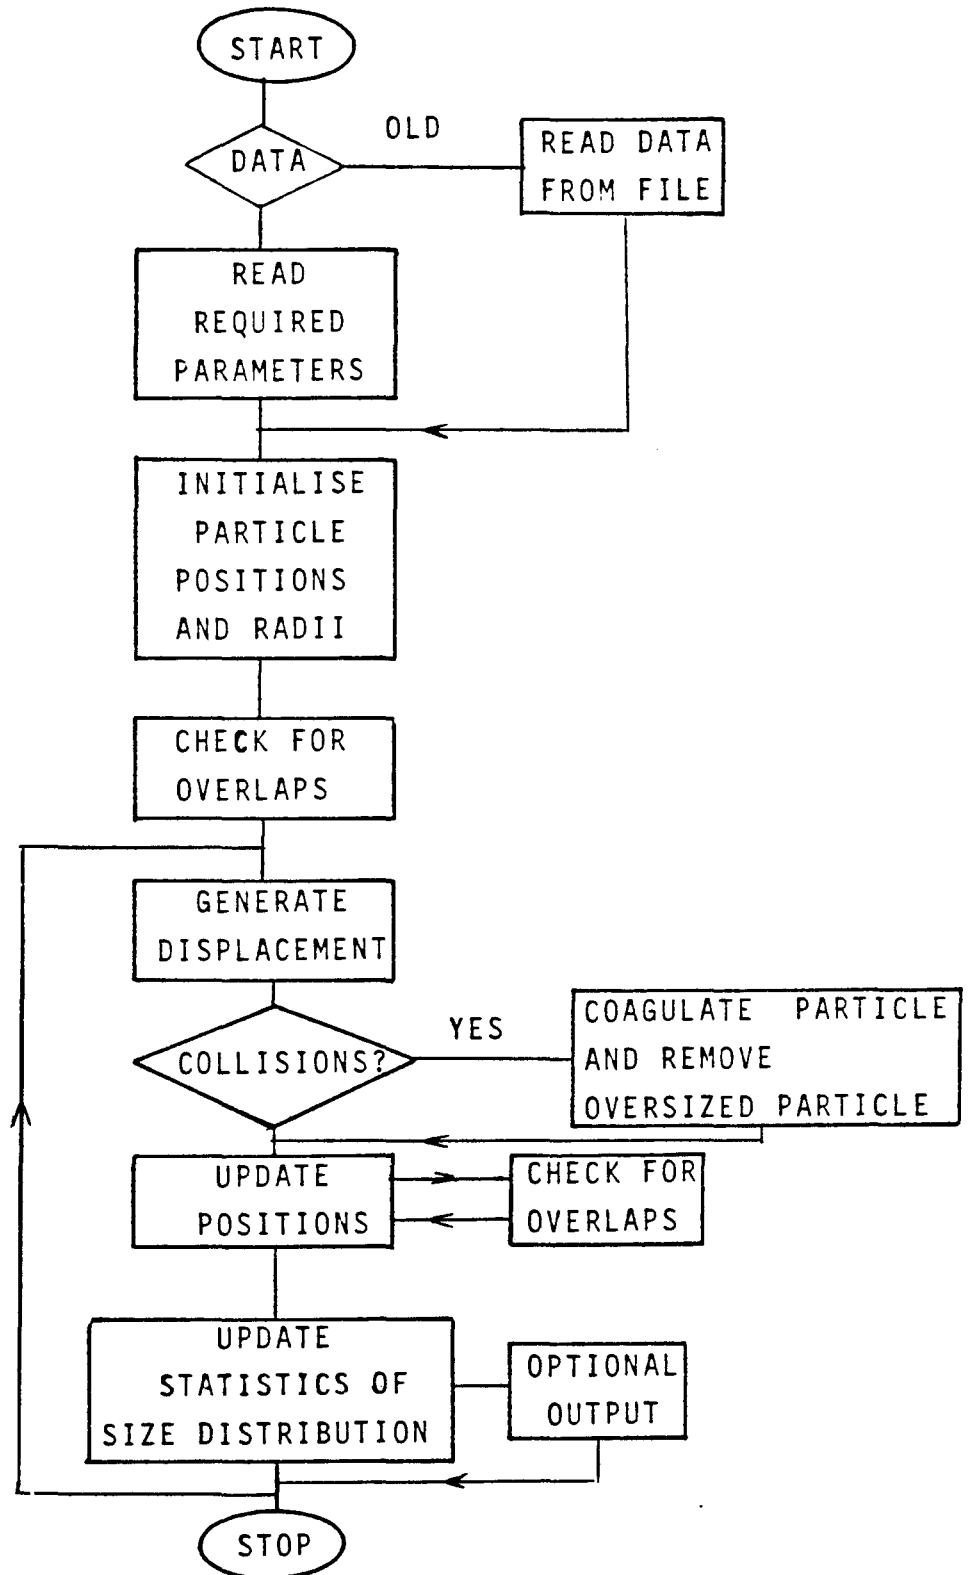 START
DATA
OLD
READ DATA
FROM FILE
READ
REQUIRED
PARAMETERS
INITIALISE
PARTICLE
POSITIONS
AND RADII
CHECK FOR
OVERLAPS
GENERATE
DISPLACEMENT
COLLISIONS?
YES
COAGULATE PARTICLE
AND REMOVE
OVERSIZED PARTICLE
UPDATE
POSITIONS
CHECK FOR
OVERLAPS
UPDATE
STATISTICS OF
SIZE DISTRIBUTION
OPTIONAL
OUTPUT
STOP